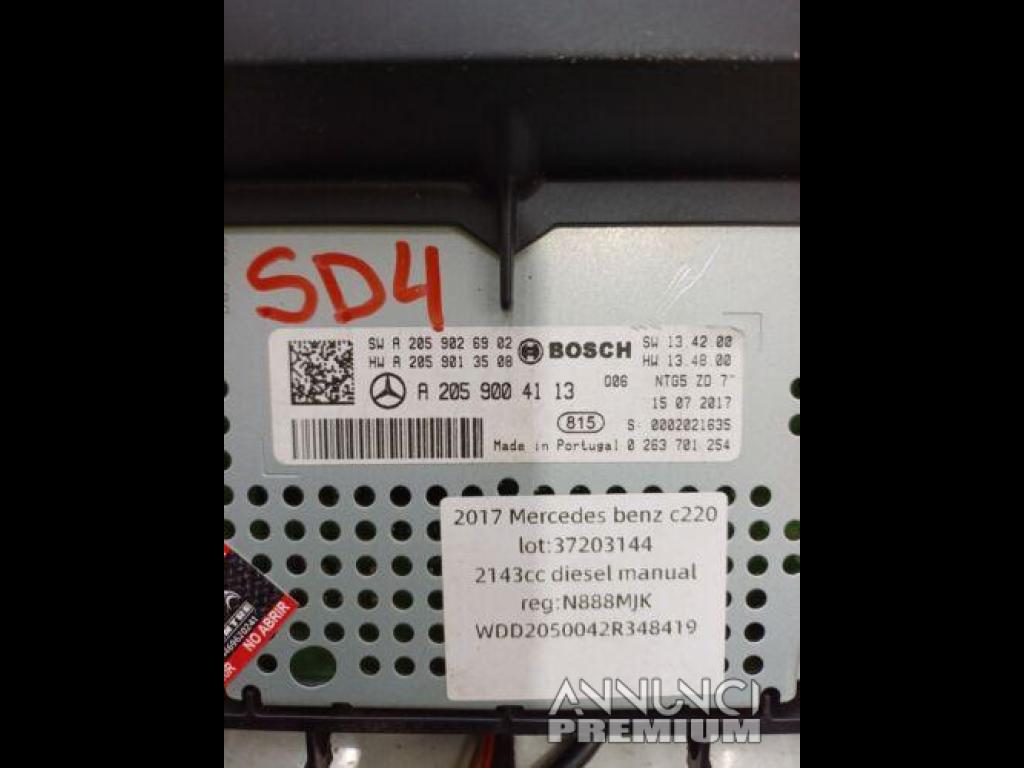 SD4
SW A 205 902 69 02
HW A 205 901 35 08
BOSCH
SW 13 42 00
HW 13.48.00
A 205 900 41 13
006 NTG5 ZD 7"
15 07 2017
815
S: 0002021635
Made in Portugal 0 263 701 254
2017 Mercedes benz c220
lot:37203144
2143cc diesel manual
reg:N888MJK
WDD2050042R348419
NO ABRIR
ANNUNCI
PREMIUM